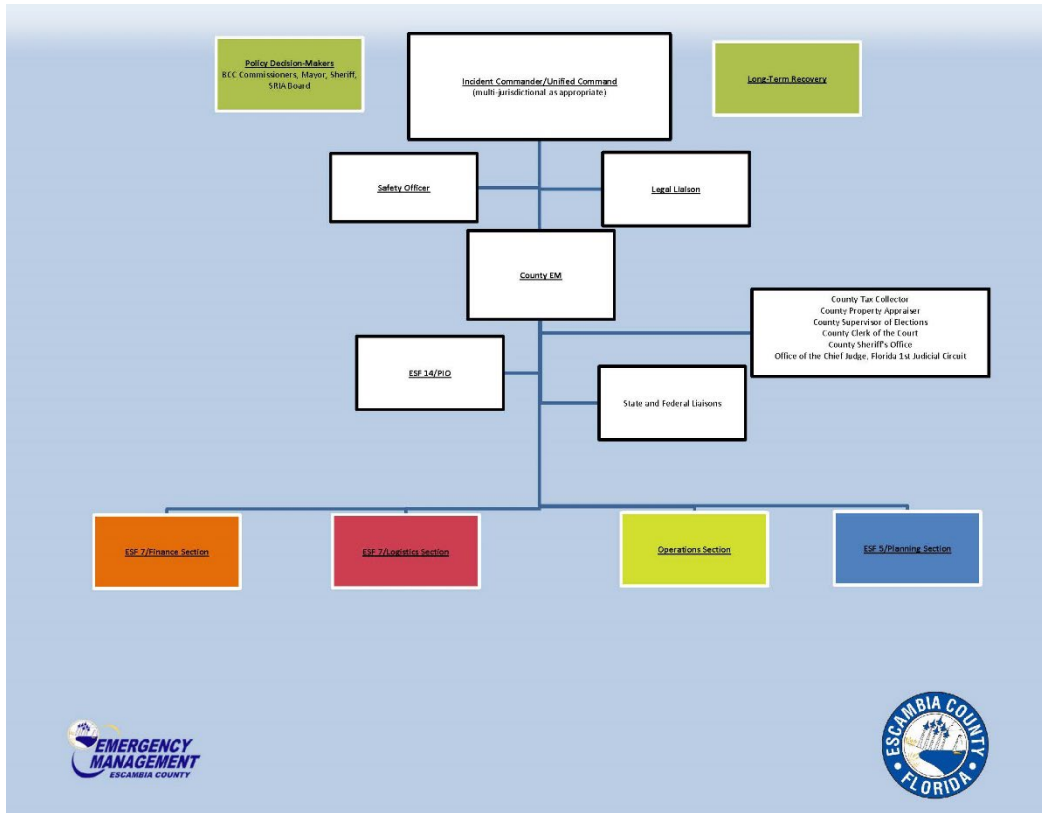 Policy Decision-Makers
BCC Commissioners, Mayor, Sheriff,
SRIA Board
Incident Commander/Unified Command
(multi-jurisdictional as appropriate)
Long-Term Recovery
Safety Officer
Legal Liaison
County EM
County Tax Collector
County Property Appraiser
County Supervisor of Elections
County Clerk of the Court
County Sheriff's Office
Office of the Chief Judge, Florida 1st Judicial Circuit
ESF 14/PIO
State and Federal Liaisons
ESF 7/Finance Section
ESF 7/Logistics Section
Operations Section
ESF 5/Planning Section
EMERGENCY
MANAGEMENT
ESCAMBIA COUNTY
ESCAMBIA COUNTY
FLORIDA